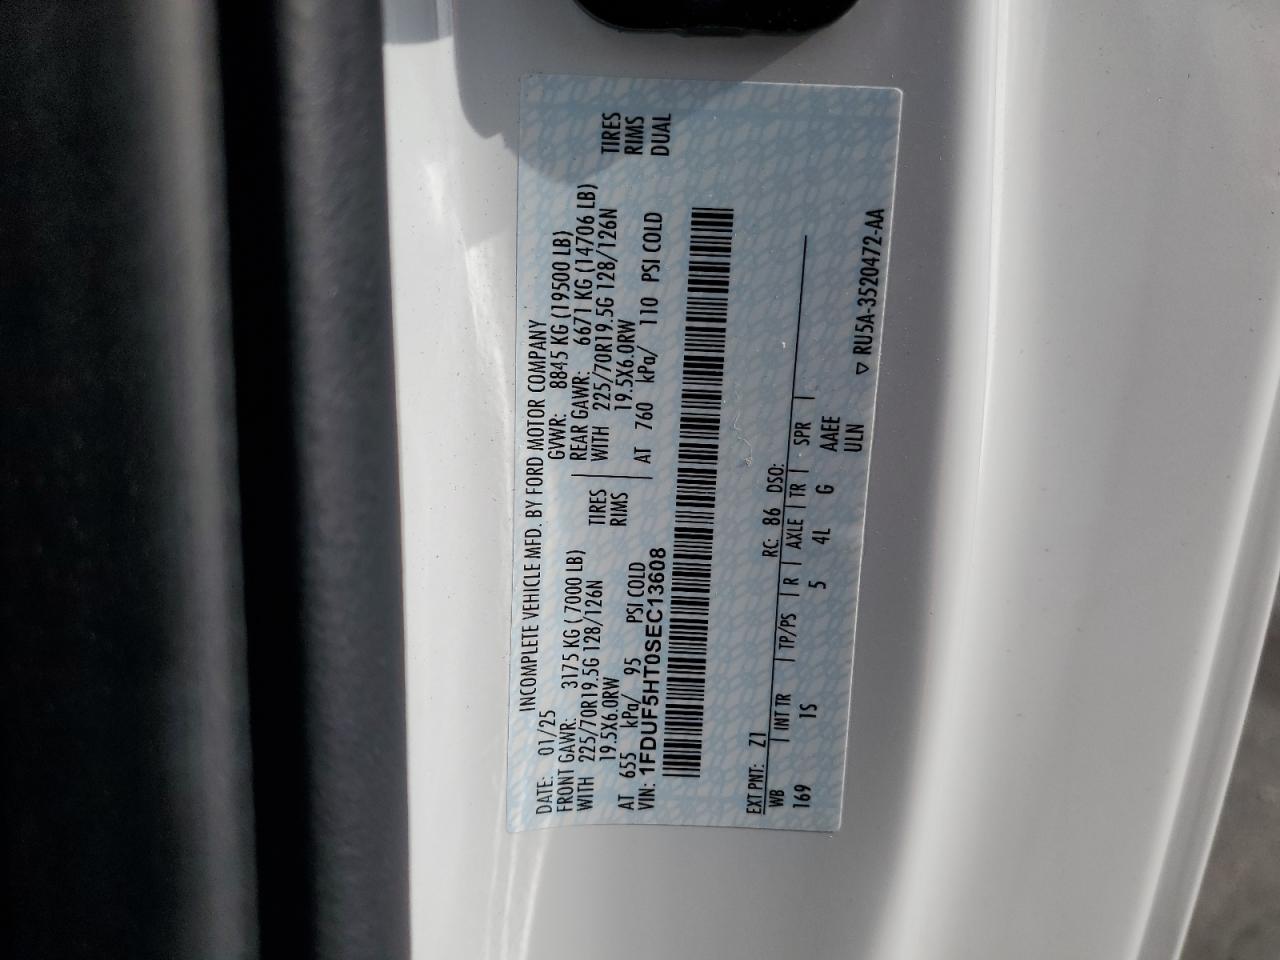 INCOMPLETE VEHICLE MFD. BY FORD MOTOR COMPANY
DATE: 01/25 GVWR: 8845 KG (19500 LB)
FRONT GAWR: 3175 KG (7000 LB) REAR GAWR: 6671 KG (14706 LB)
WITH 225/70R19.5G 128/126N TIRES WITH 225/70R19.5G 128/126N TIRES
19.5X6.0RW RIMS 19.5X6.0RW RIMS
AT 655 kPa/ 95 PSI COLD AT 760 kPa/ 110 PSI COLD DUAL
VIN: 1FDUF5HT0SEC13608
EXT PNT: Z1 RC: 86 DSO:
WB INT TR TP/PS R AXLE TR SPR
169 1S 5 4L G AAEE
ULN
▽ RU5A-3520472-AA